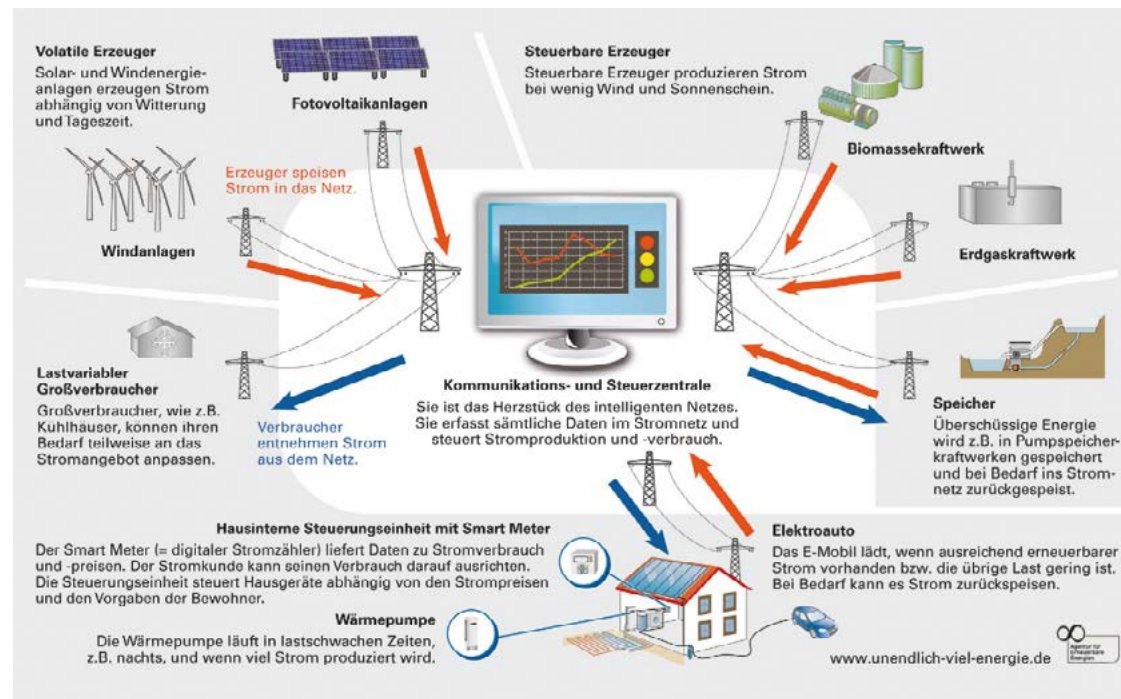 Volatile Erzeuger
Solar- und Windenergie-
anlagen erzeugen Strom
abhängig von Witterung
und Tageszeit.
Fotovoltaikanlagen
Steuerbare Erzeuger
Steuerbare Erzeuger produzieren Strom
bei wenig Wind und Sonnenschein.
Biomassekraftwerk
Erzeuger speisen
Strom in das Netz.
Windanlagen
Erdgaskraftwerk
Lastvariabler
Großverbraucher
Großverbraucher, wie z.B.
Kühlhäuser, können ihren
Bedarf teilweise an das
Stromangebot anpassen.
Verbraucher
entnehmen Strom
aus dem Netz.
Kommunikations- und Steuerzentrale
Sie ist das Herzstück des intelligenten Netzes.
Sie erfasst sämtliche Daten im Stromnetz und
steuert Stromproduktion und -verbrauch.
Speicher
Überschüssige Energie
wird z.B. in Pumpspeicher-
kraftwerken gespeichert
und bei Bedarf ins Strom-
netz zurückgespeist.
Hausinterne Steuerungseinheit mit Smart Meter
Der Smart Meter (= digitaler Stromzähler) liefert Daten zu Stromverbrauch
und -preisen. Der Stromkunde kann seinen Verbrauch darauf ausrichten.
Die Steuerungseinheit steuert Hausgeräte abhängig von den Strompreisen
und den Vorgaben der Bewohner.
Elektroauto
Das E-Mobil lädt, wenn ausreichend erneuerbarer
Strom vorhanden bzw. die übrige Last gering ist.
Bei Bedarf kann es Strom zurückspeisen.
Wärmepumpe
Die Wärmepumpe läuft in lastschwachen Zeiten,
z.B. nachts, und wenn viel Strom produziert wird.
www.unendlich-viel-energie.de
Agentur für
Erneuerbare
Energien